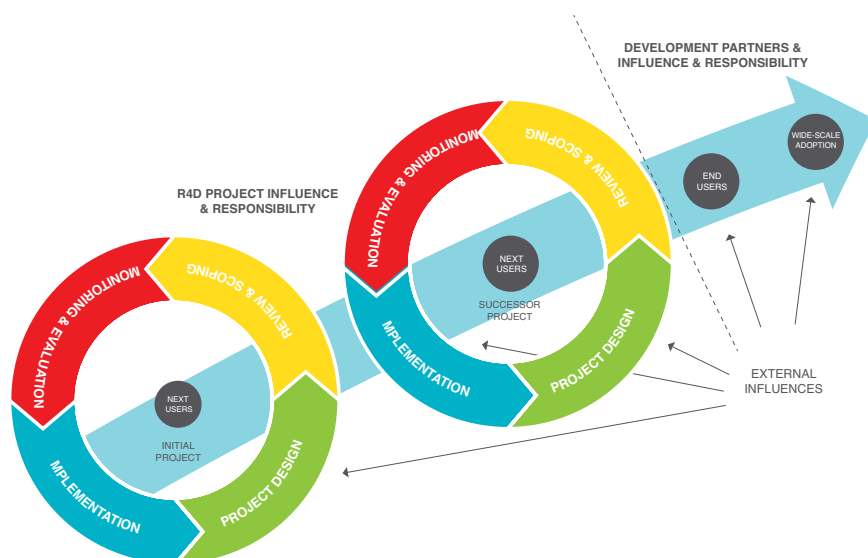 DEVELOPMENT PARTNERS &
INFLUENCE & RESPONSIBILITY
WIDE-SCALE
ADOPTION
END
USERS
R4D PROJECT INFLUENCE
& RESPONSIBILITY
MONITORING & EVALUATION
REVIEW & SCOPING
NEXT
USERS
SUCCESSOR
PROJECT
MPLEMENTATION
PROJECT DESIGN
EXTERNAL
INFLUENCES
MONITORING & EVALUATION
REVIEW & SCOPING
NEXT
USERS
INITIAL
PROJECT
MPLEMENTATION
PROJECT DESIGN